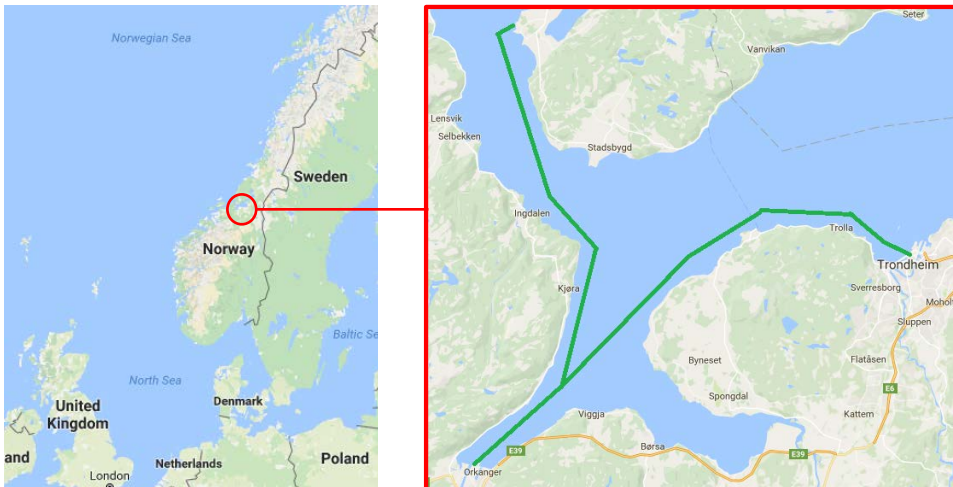 Norwegian Sea
Sweden
Norway
Baltic Se
North Sea
United
Kingdom
Denmark
and
Netherlands
Poland
London
Seter
Vanvikan
Lensvik
Selbekken
Stadsbygd
Ingdalen
Trolla
Trondheim
Kjøra
Sverresborg
Moholt
Sluppen
Byneset
Flatåsen
E6
Spongdal
Viggja
Kattem
Børsa
E39
E39
Orkanger